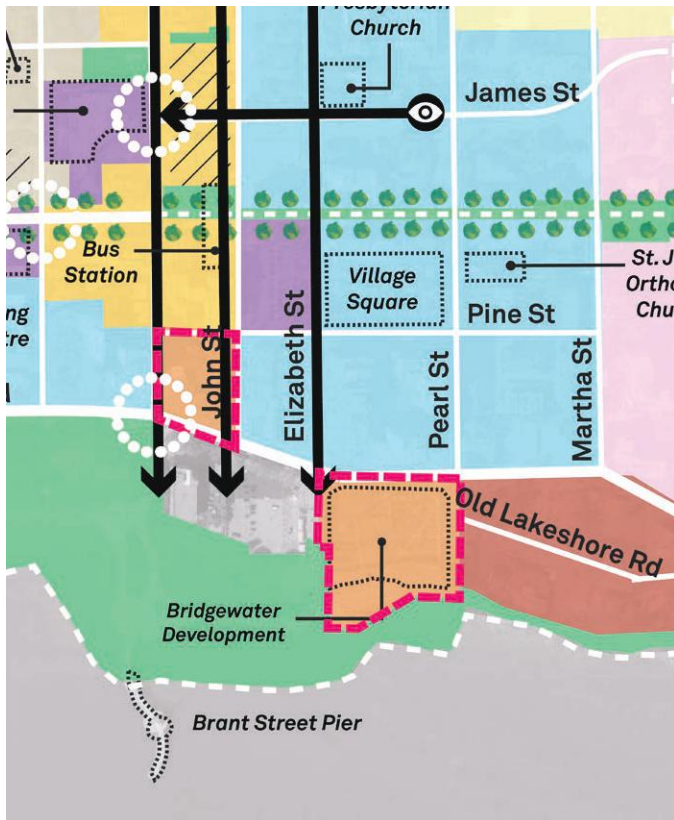 Church
James St
Bus
Station
Village
Square
St. J
Pine St
John St
Elizabeth St
Pearl St
Martha St
Old Lakeshore Rd
Bridgewater
Development
Brant Street Pier